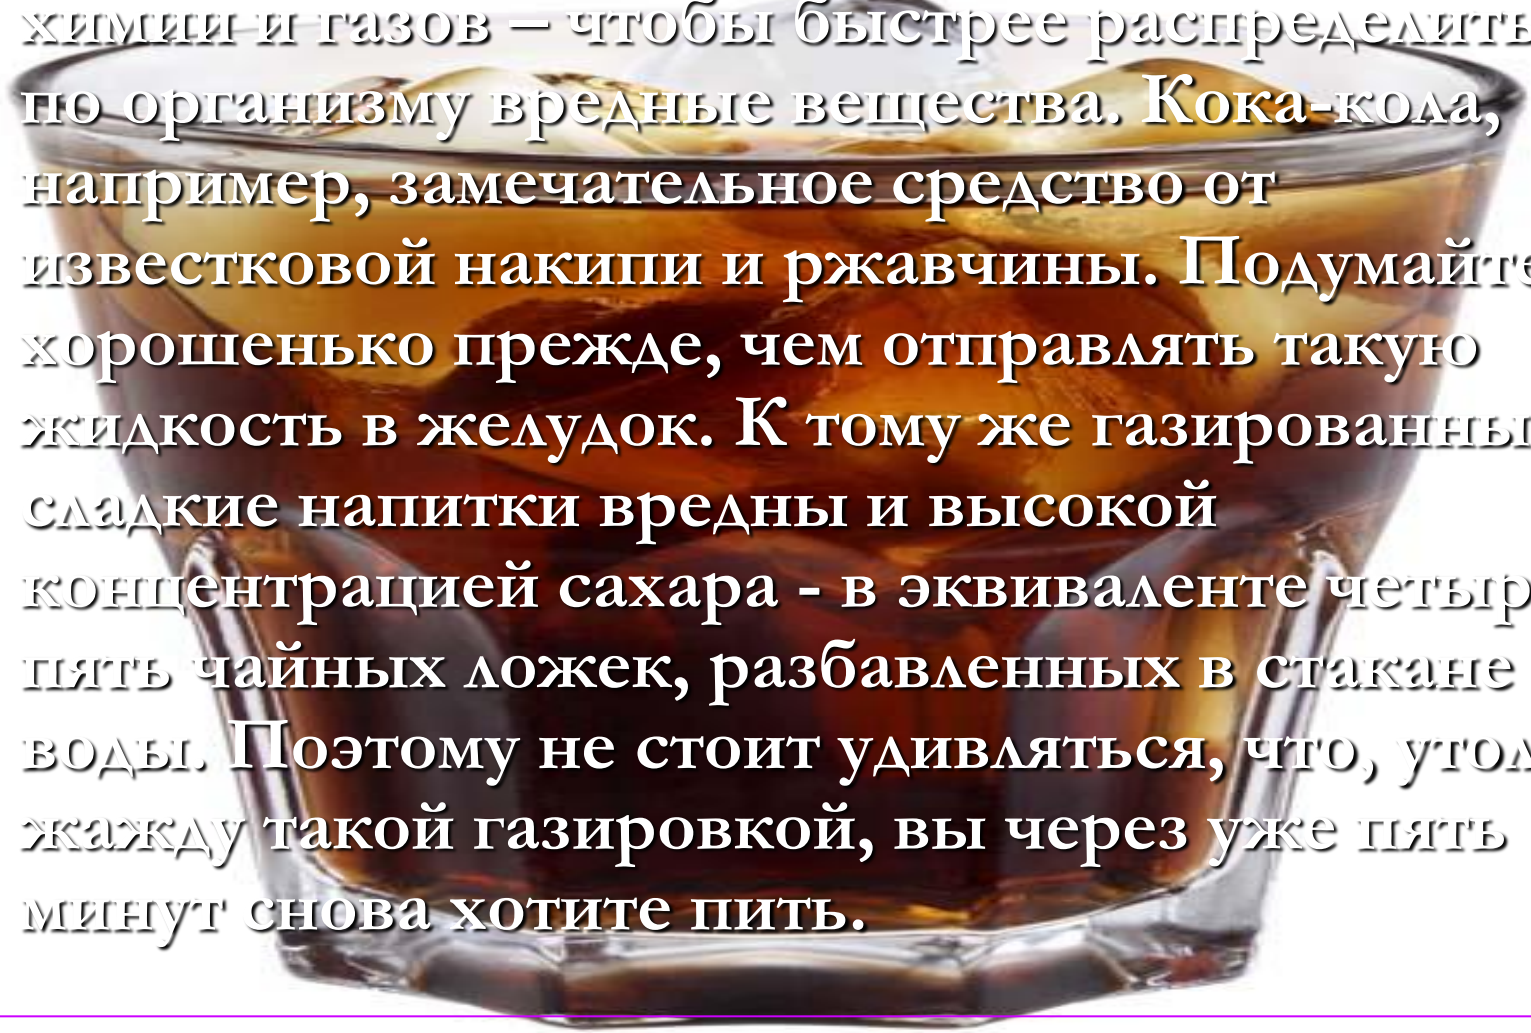 химии и газов – чтобы быстрее распределить
по организму вредные вещества. Кока-кола,
например, замечательное средство от
известковой накипи и ржавчины. Подумайте
хорошенько прежде, чем отправлять такую
жидкость в желудок. К тому же газированны
сладкие напитки вредны и высокой
концентрацией сахара - в эквиваленте четыр
пять чайных ложек, разбавленных в стакане
воды. Поэтому не стоит удивляться, что, утол
жажду такой газировкой, вы через уже пять
минут снова хотите пить.